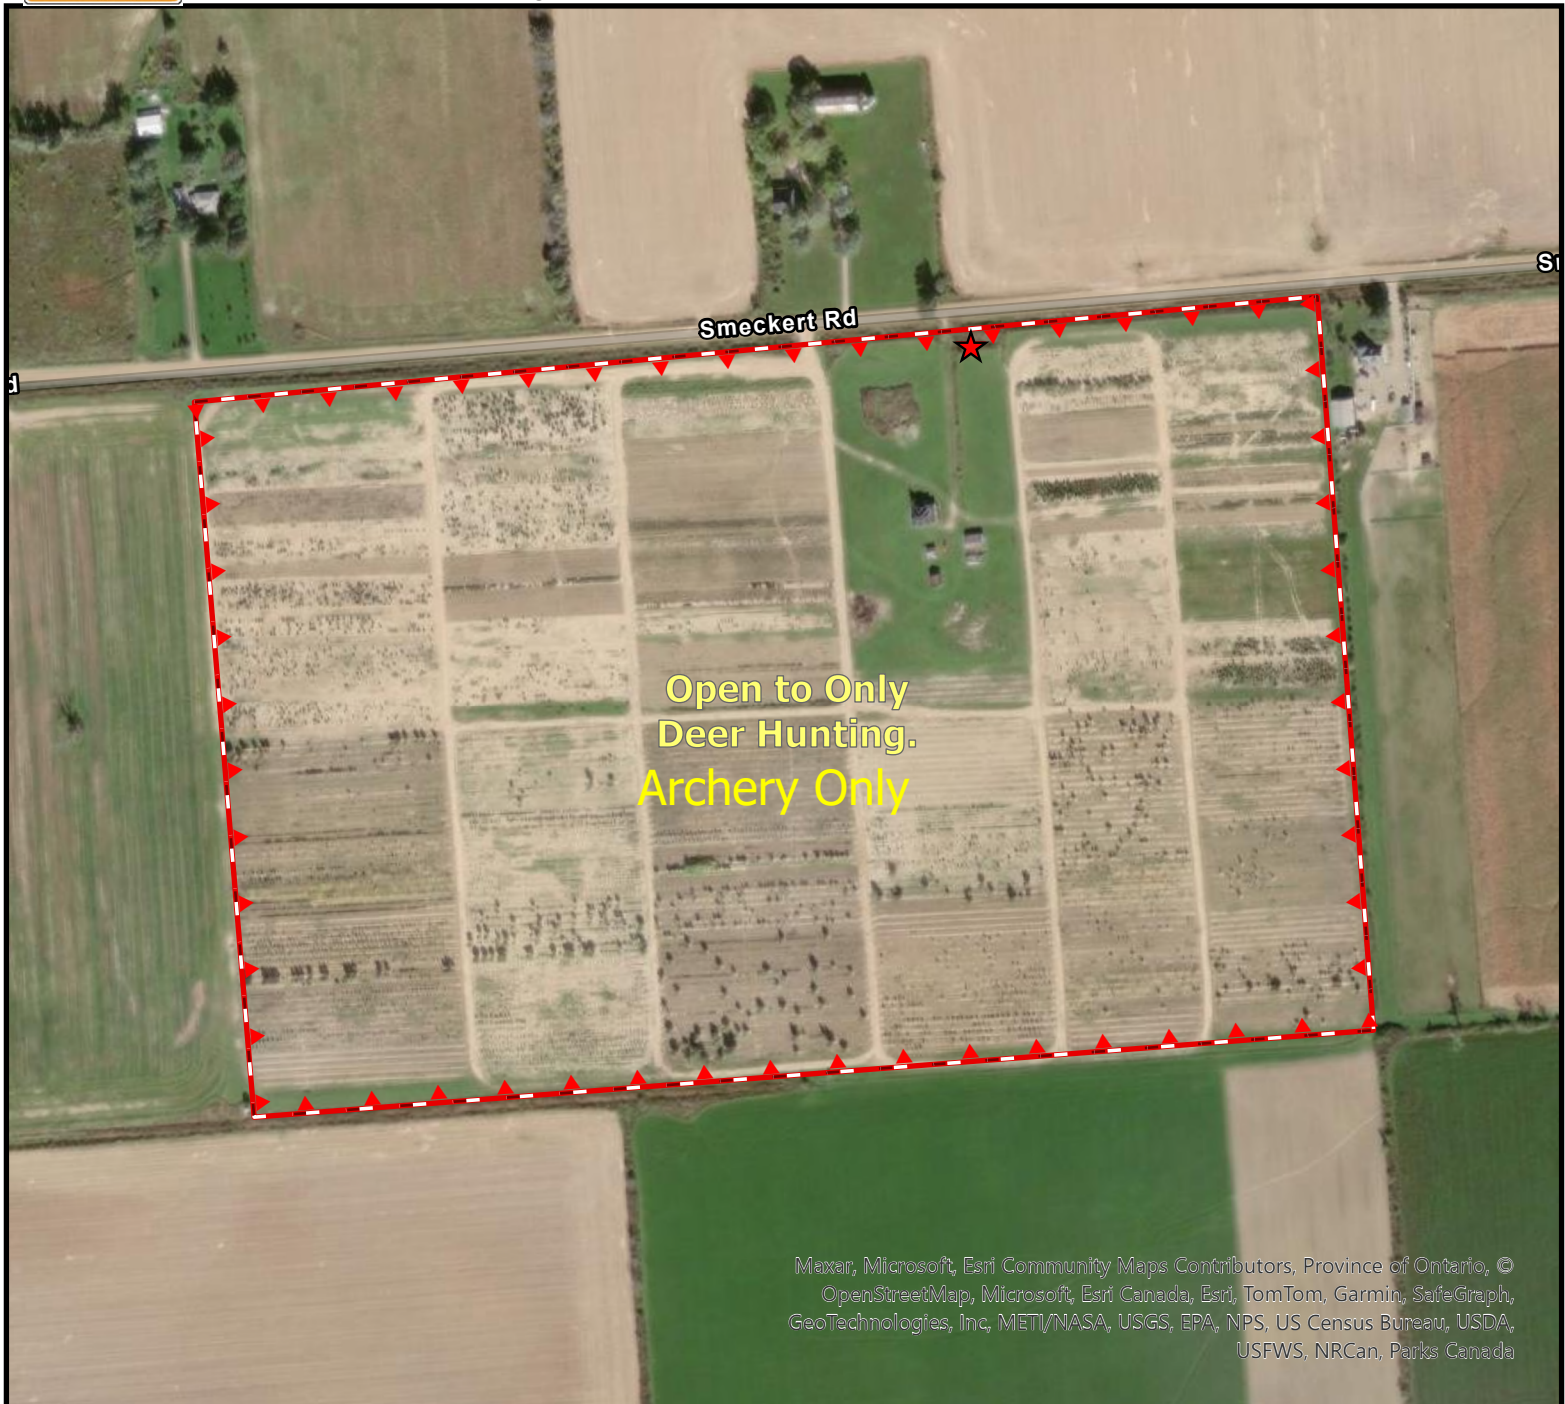 Smeckert Rd
Open to Only
Deer Hunting.
Archery Only
Maxar, Microsoft, Esri Community Maps Contributors, Province of Ontario, ©
OpenStreetMap, Microsoft, Esri Canada, Esri, TomTom, Garmin, SafeGraph,
GeoTechnologies, Inc, METI/NASA, USGS, EPA, NPS, US Census Bureau, USDA,
USFWS, NRCan, Parks Canada